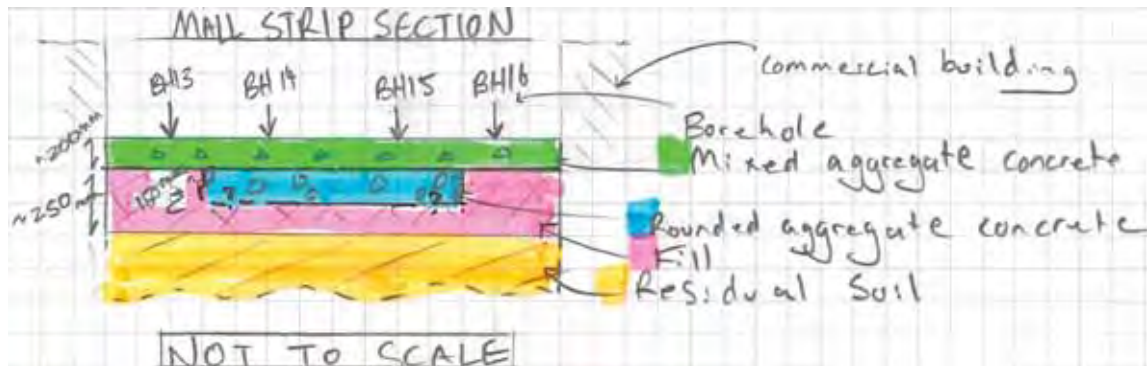 MALL STRIP SECTION
commercial building
BH13 BH14 BH15 BH16
Borehole
~200mm
Mixed aggregate concrete
~250m
? ? ? ?
Rounded aggregate concrete
Fill
Residual Soil
NOT TO SCALE